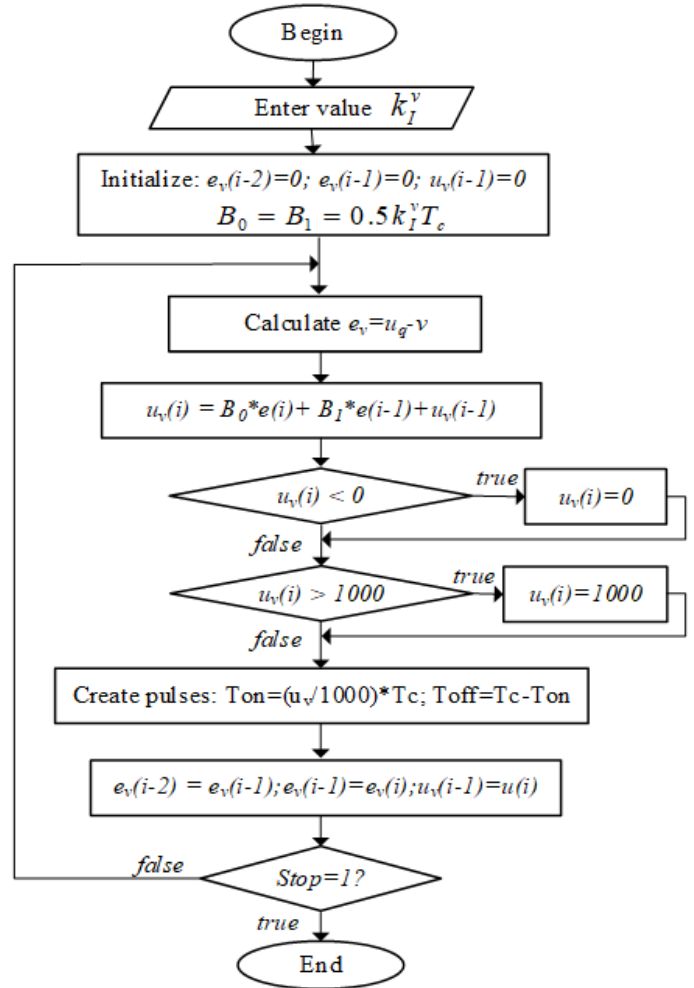 Begin
Enter value k_I^v
Initialize: e_v(i-2)=0; e_v(i-1)=0; u_v(i-1)=0
B_0 = B_1 = 0.5k_I^vT_c
Calculate e_v=u_q-v
u_v(i) = B_0*e(i)+ B_1*e(i-1)+u_v(i-1)
u_v(i) < 0
true
u_v(i)=0
false
u_v(i) > 1000
true
u_v(i)=1000
false
Create pulses: Ton=(u_v/1000)*Tc; Toff=Tc-Ton
e_v(i-2) = e_v(i-1);e_v(i-1)=e_v(i);u_v(i-1)=u(i)
false
Stop=1?
true
End